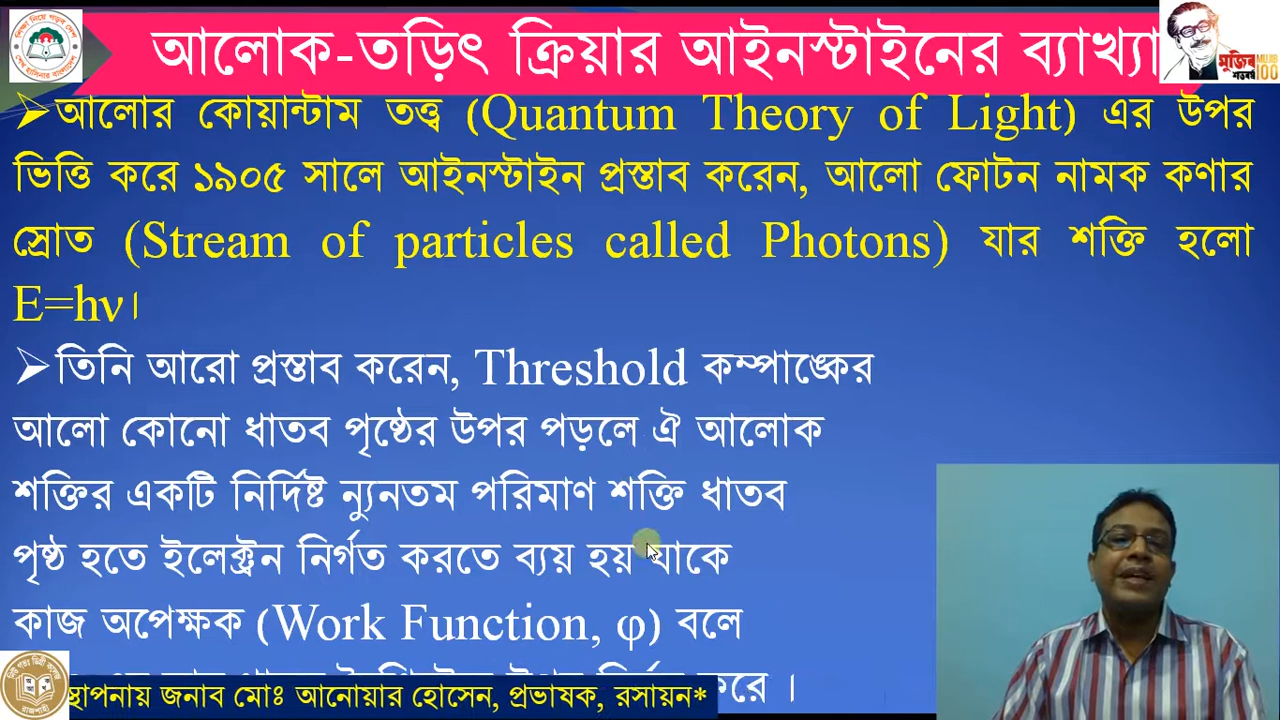 আলোক-তড়িৎ ক্রিয়ার আইনস্টাইনের ব্যাখ্যা
মুজিব
শতবর্ষ
100
➢আলোর কোয়ান্টাম তত্ত্ব (Quantum Theory of Light) এর উপর
ভিত্তি করে ১৯০৫ সালে আইনস্টাইন প্রস্তাব করেন, আলো ফোটন নামক কণার
স্রোত (Stream of particles called Photons) যার শক্তি হলো
E=hν।
➢তিনি আরো প্রস্তাব করেন, Threshold কম্পাঙ্কের
আলো কোনো ধাতব পৃষ্ঠের উপর পড়লে ঐ আলোক
শক্তির একটি নির্দিষ্ট ন্যুনতম পরিমাণ শক্তি ধাতব
পৃষ্ঠ হতে ইলেক্ট্রন নির্গত করতে ব্যয় হয় যাকে
কাজ অপেক্ষক (Work Function, φ) বলে
করে ।
স্থাপনায় জনাব মোঃ আনোয়ার হোসেন, প্রভাষক, রসায়ন*